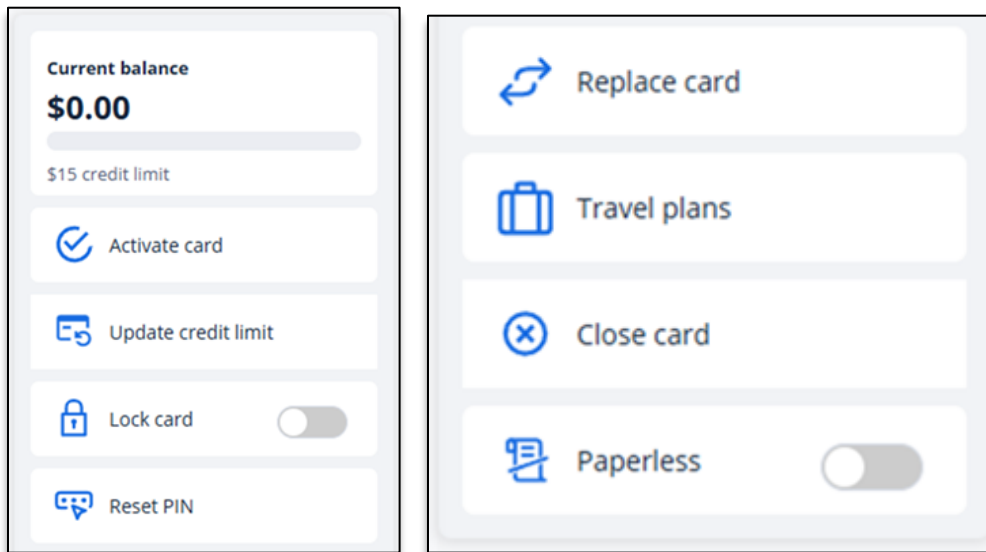 Current balance
$0.00
$15 credit limit
Activate card
Update credit limit
Lock card
Reset PIN
Replace card
Travel plans
Close card
Paperless